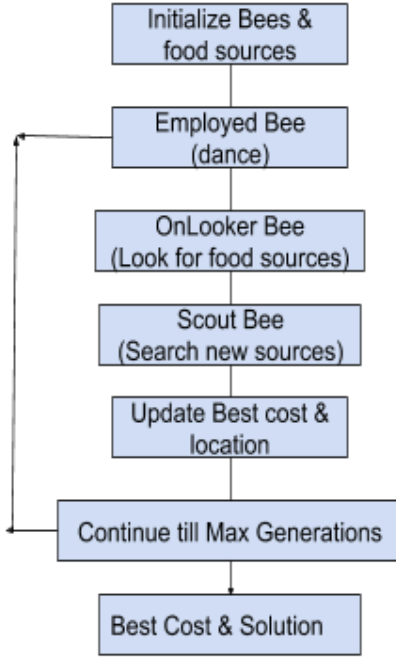 Initialize Bees &
food sources
Employed Bee
(dance)
OnLooker Bee
(Look for food sources)
Scout Bee
(Search new sources)
Update Best cost &
location
Continue till Max Generations
Best Cost & Solution